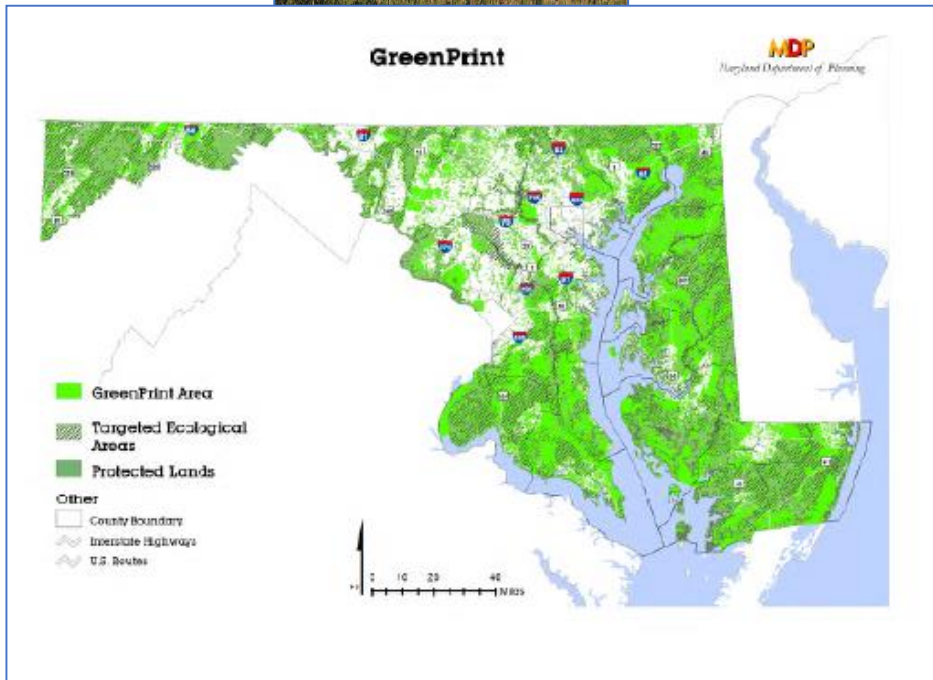 GreenPrint
MDP
Maryland Department of Planning
GreenPrint Area
Targeted Ecological
Areas
Protected Lands
Other
County Boundary
Interstate Highways
U.S. Routes
0 10 20 40
Miles